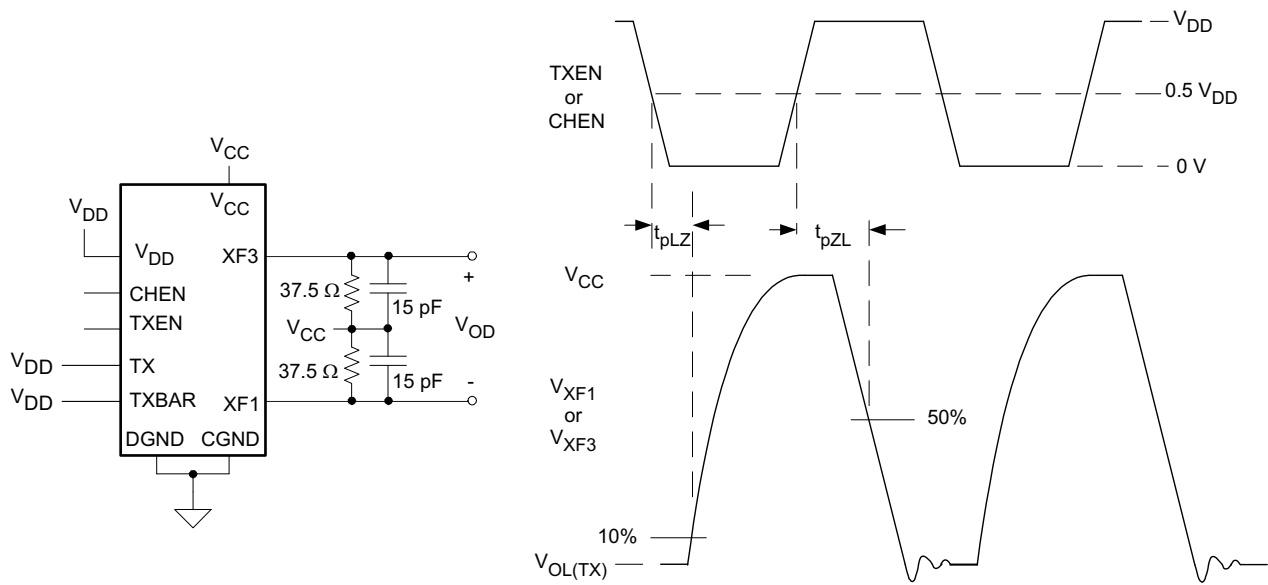 V_CC
V_CC
V_DD
V_DD
CHEN
TXEN
V_DD TX
V_DD TXBAR
DGND CGND
XF3
XF1
37.5 Ω
15 pF
V_CC
37.5 Ω
15 pF
+
V_OD
-
TXEN
or
CHEN
V_DD
0.5 V_DD
0 V
t_pLZ
t_pZL
V_CC
V_XF1
or
V_XF3
50%
10%
V_OL(TX)